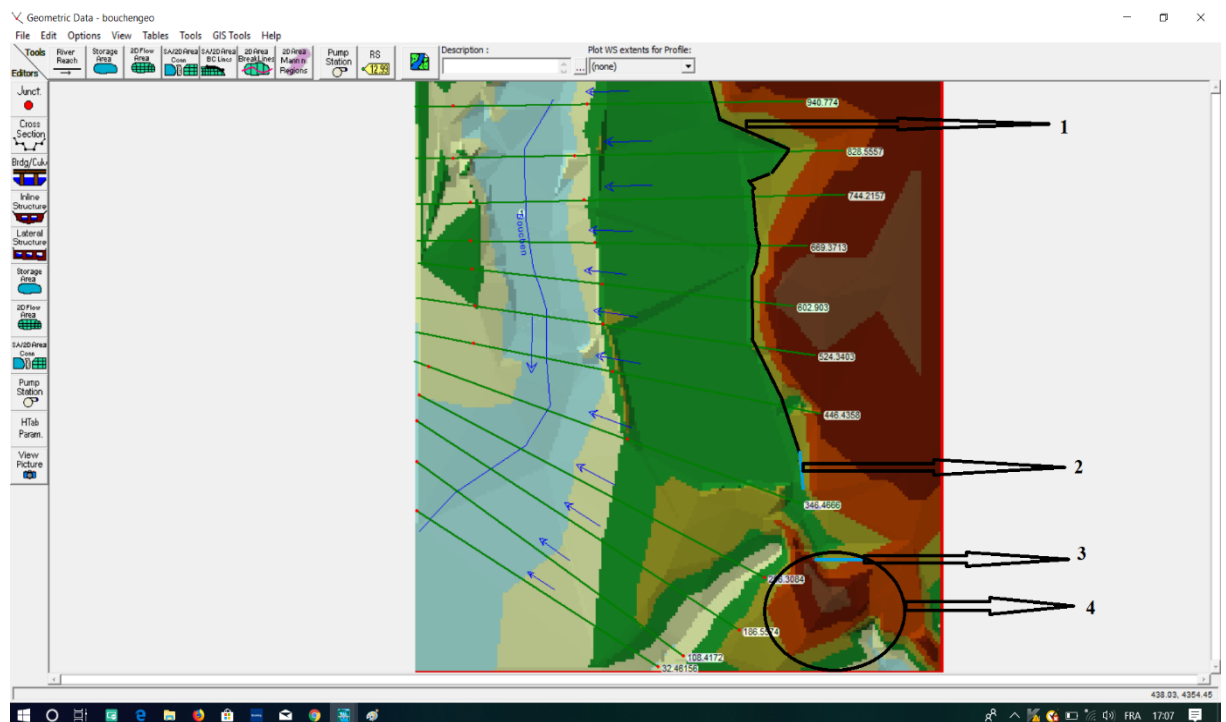 Geometric Data - bouchengeo
File Edit Options View Tables Tools GIS Tools Help
Tools
Editors
River Reach
Storage Area
2D Flow Area
SA/2D Area Conn
SA/2D Area BC Lines
2D Area BreakLines
2D Area Mann n Regions
Pump Station
RS
12.99
Description :
...
Plot WS extents for Profile:
(none)
Junct.
Cross Section
Brdg/Culv
Inline Structure
Lateral Structure
Storage Area
2D Flow Area
SA/2D Area Conn
Pump Station
HTab Param.
View Picture
940.774
1
828.5557
744.2157
Bouchen
669.3713
602.903
524.3403
446.4358
2
346.4666
3
4
186.5574
108.4172
32.46156
438.03, 4354.45
FRA 17:07